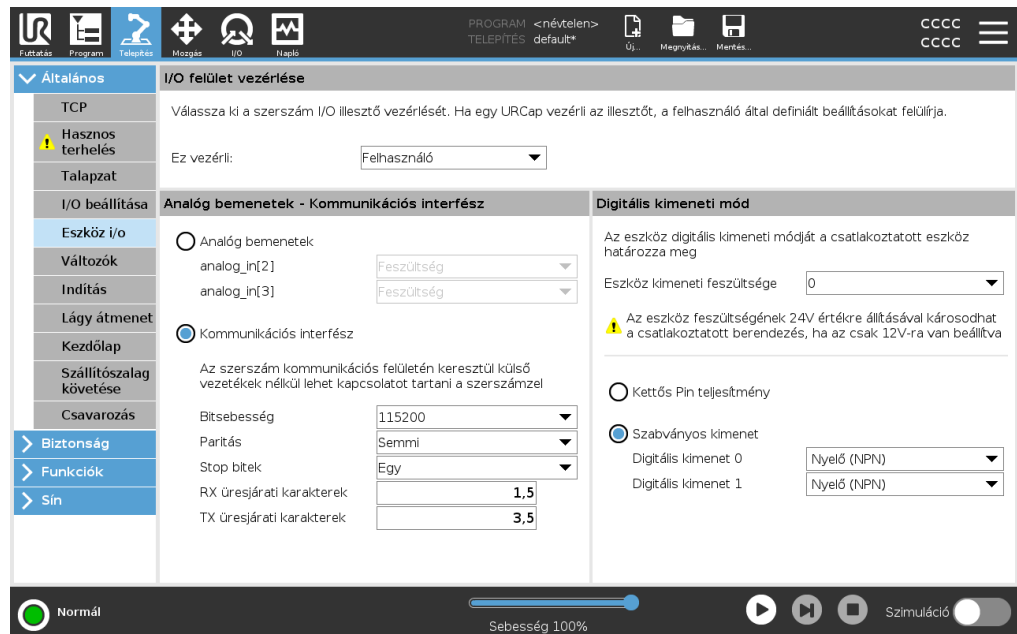 UR
Futtatás
Program
Telepítés
Mozgás
I/O
Napló
PROGRAM <névtelen>
TELEPÍTÉS default*
Új...
Megnyitás...
Mentés...
cccc
cccc
Általános
TCP
Hasznos
terhelés
Talapzat
I/O beállítása
Eszköz i/o
Változók
Indítás
Lágy átmenet
Kezdőlap
Szállítószalag
követése
Csavarozás
Biztonság
Funkciók
Sín
I/O felület vezérlése
Válassza ki a szerszám I/O illesztő vezérlését. Ha egy URCap vezérli az illesztőt, a felhasználó által definiált beállításokat felülírja.
Ez vezérli: Felhasználó
Analóg bemenetek - Kommunikációs interfész
Analóg bemenetek
analog_in[2] Feszültség
analog_in[3] Feszültség
Kommunikációs interfész
Az szerszám kommunikációs felületén keresztül külső
vezetékek nélkül lehet kapcsolatot tartani a szerszámzel
Bitsebesség 115200
Paritás Semmi
Stop bitek Egy
RX üresjárati karakterek 1,5
TX üresjárati karakterek 3,5
Digitális kimeneti mód
Az eszköz digitális kimeneti módját a csatlakoztatott eszköz
határozza meg
Eszköz kimeneti feszültsége 0
Az eszköz feszültségének 24V értékre állításával károsodhat
a csatlakoztatott berendezés, ha az csak 12V-ra van beállítva
Kettős Pin teljesítmény
Szabványos kimenet
Digitális kimenet 0 Nyelő (NPN)
Digitális kimenet 1 Nyelő (NPN)
Normál
Sebesség 100%
Szimuláció